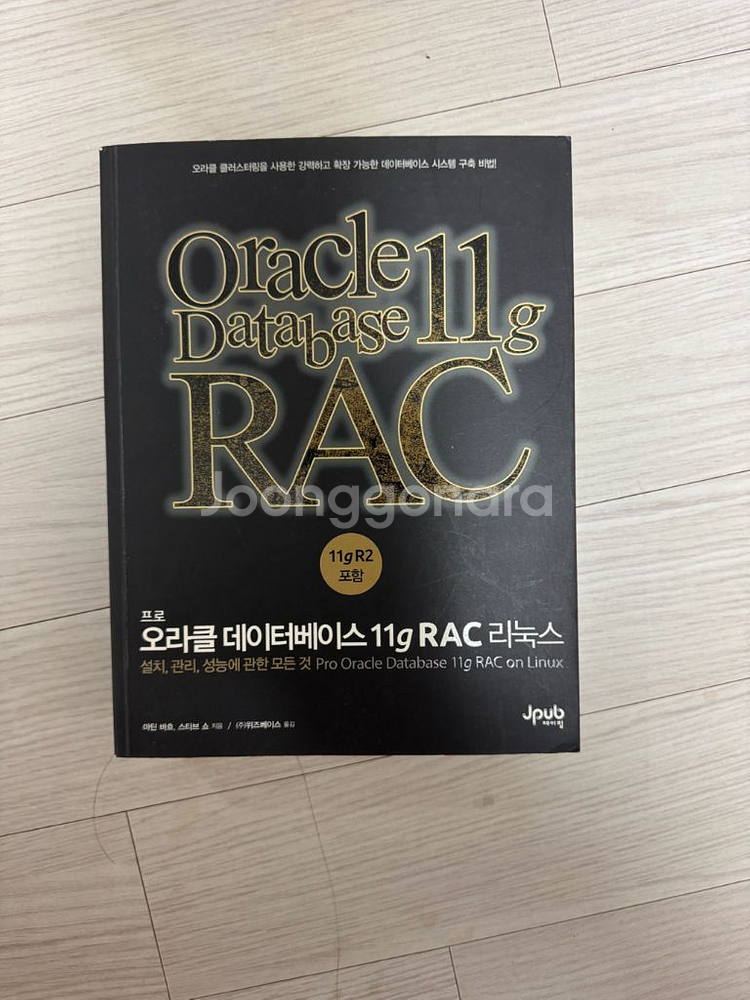 오라클 클러스터링을 사용한 강력하고 확장 가능한 데이터베이스 시스템 구축 비법!
Oracle 11g
Database
RAC
Joonggonara
11g R2
포함
프로
오라클 데이터베이스 11g RAC 리눅스
설치, 관리, 성능에 관한 모든 것 Pro Oracle Database 11g RAC on Linux
Jpub
제이펍
마틴 바흐, 스티브 쇼 지음 / (주)위즈베이스 옮김